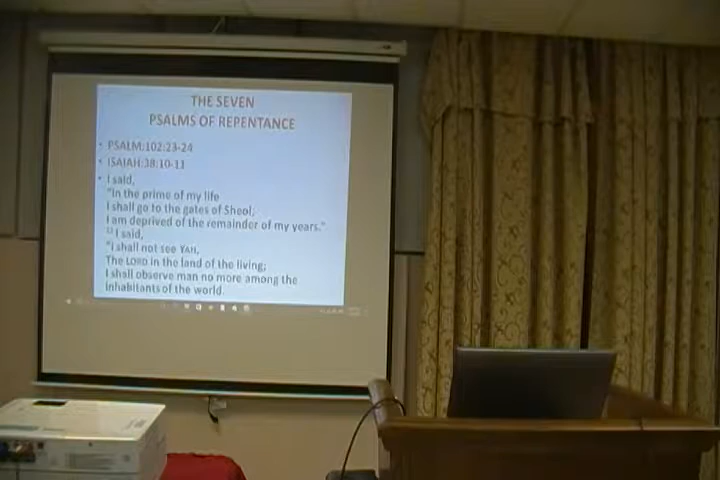 THE SEVEN
PSALMS OF REPENTANCE
• PSALM:102:23-24
• ISAIAH:38:10-11
• I said,
"In the prime of my life
I shall go to the gates of Sheol;
I am deprived of the remainder of my years."
11 I said,
"I shall not see YAH,
The LORD in the land of the living;
I shall observe man no more among the
inhabitants of the world.